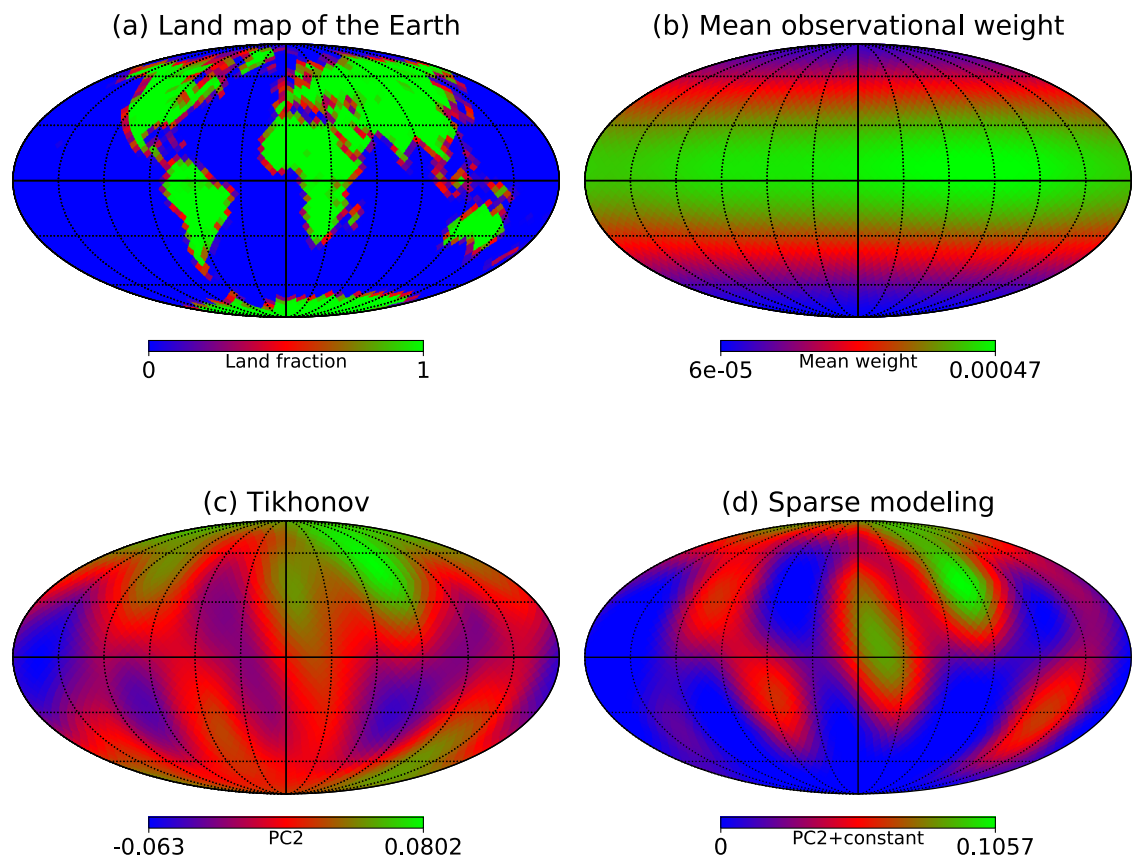 (a) Land map of the Earth
(b) Mean observational weight
Land fraction
0 1
Mean weight
6e-05 0.00047
(c) Tikhonov
(d) Sparse modeling
PC2
-0.063 0.0802
PC2+constant
0 0.1057